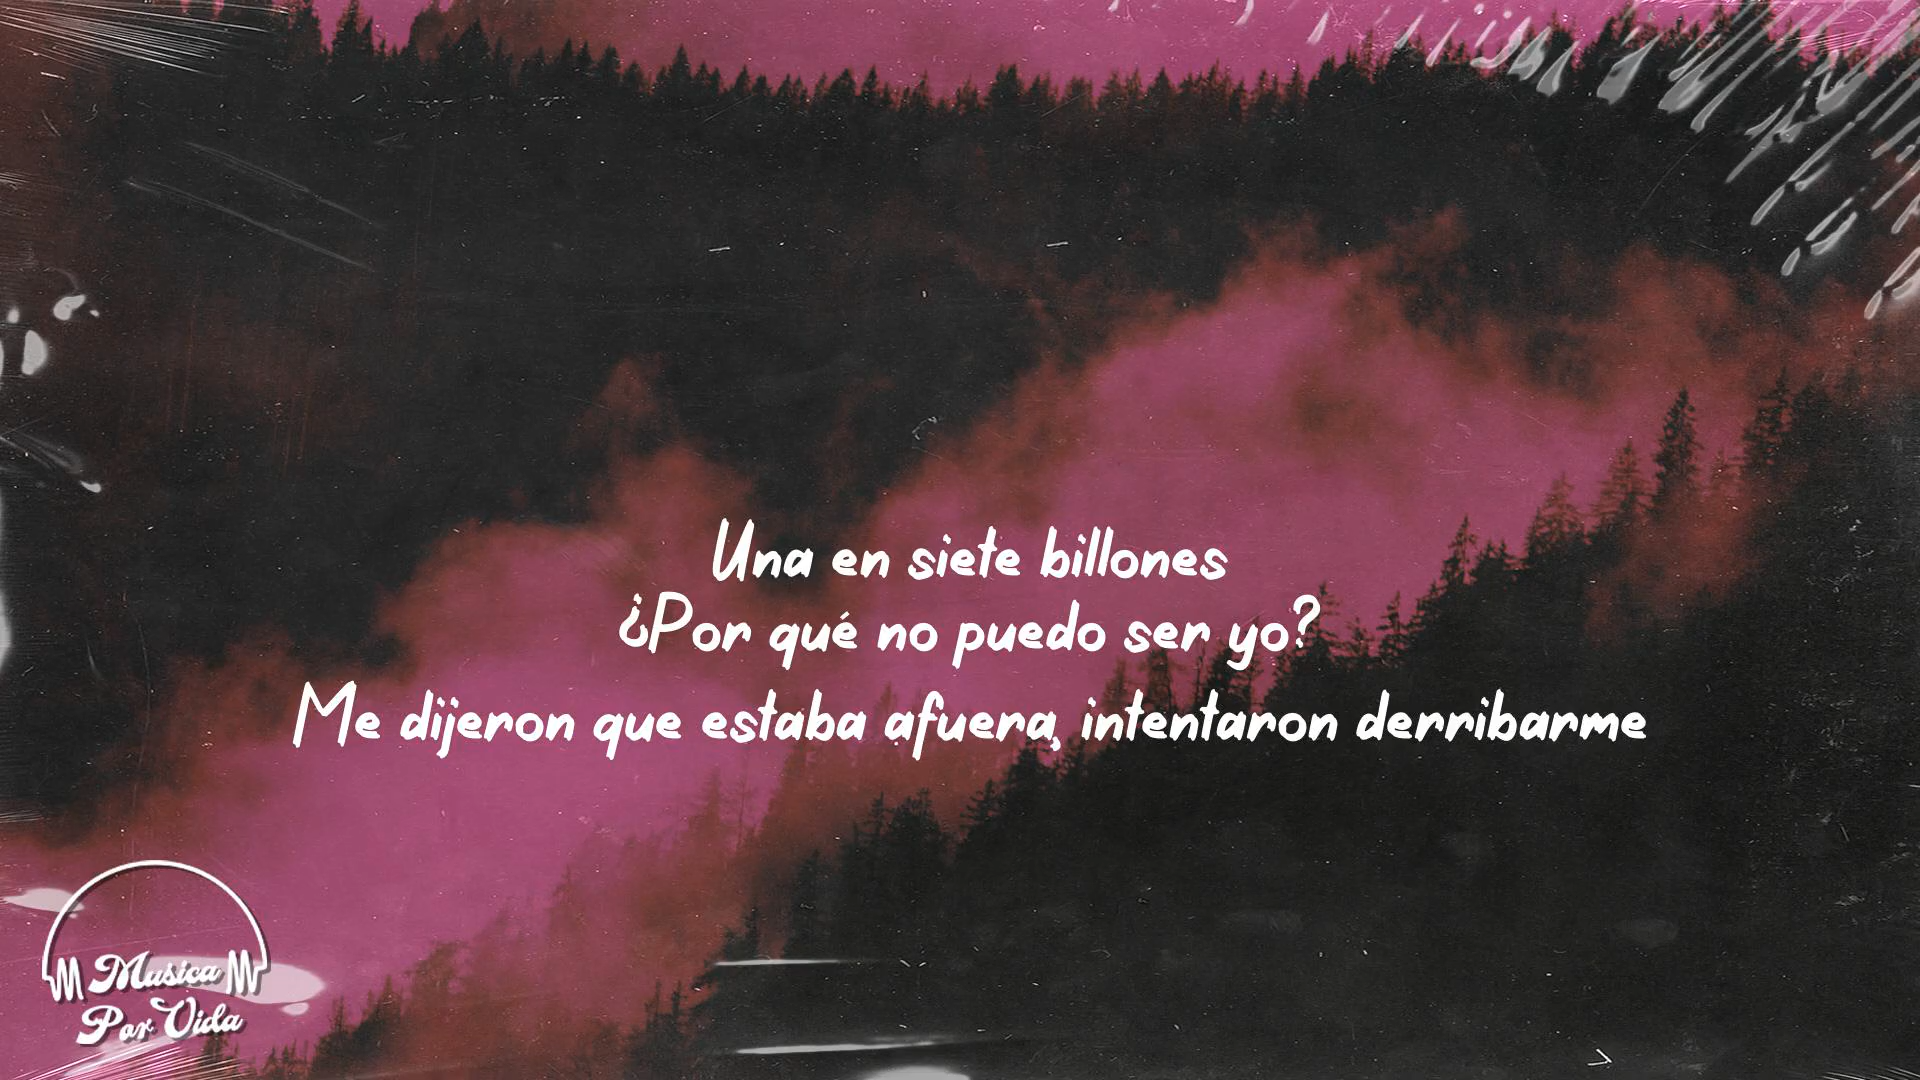 Una en siete billones
¿Por qué no puedo ser yo?
Me dijeron que estaba afuera, intentaron derribarme
Musica
Por Vida